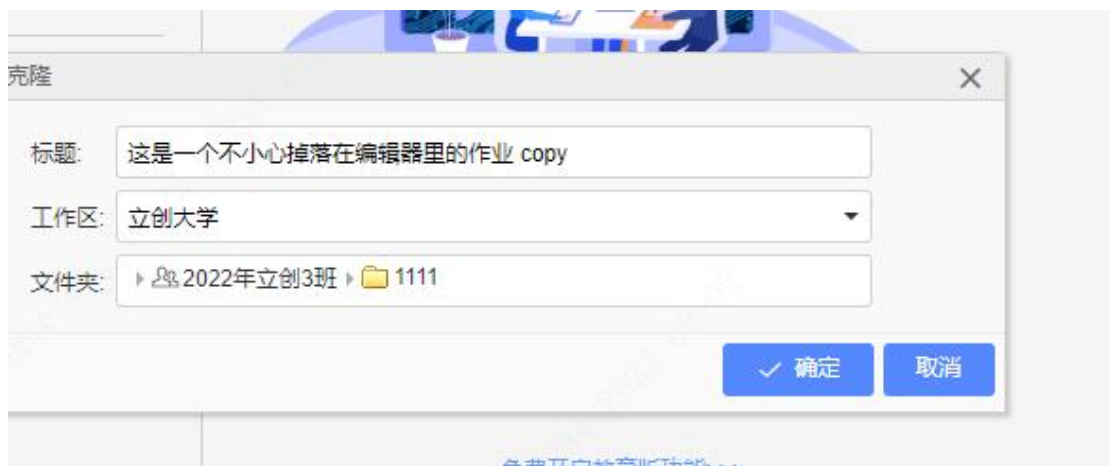 克隆
标题: 这是一个不小心掉落在编辑器里的作业 copy
工作区: 立创大学
文件夹: 2022年立创3班 1111
确定 取消